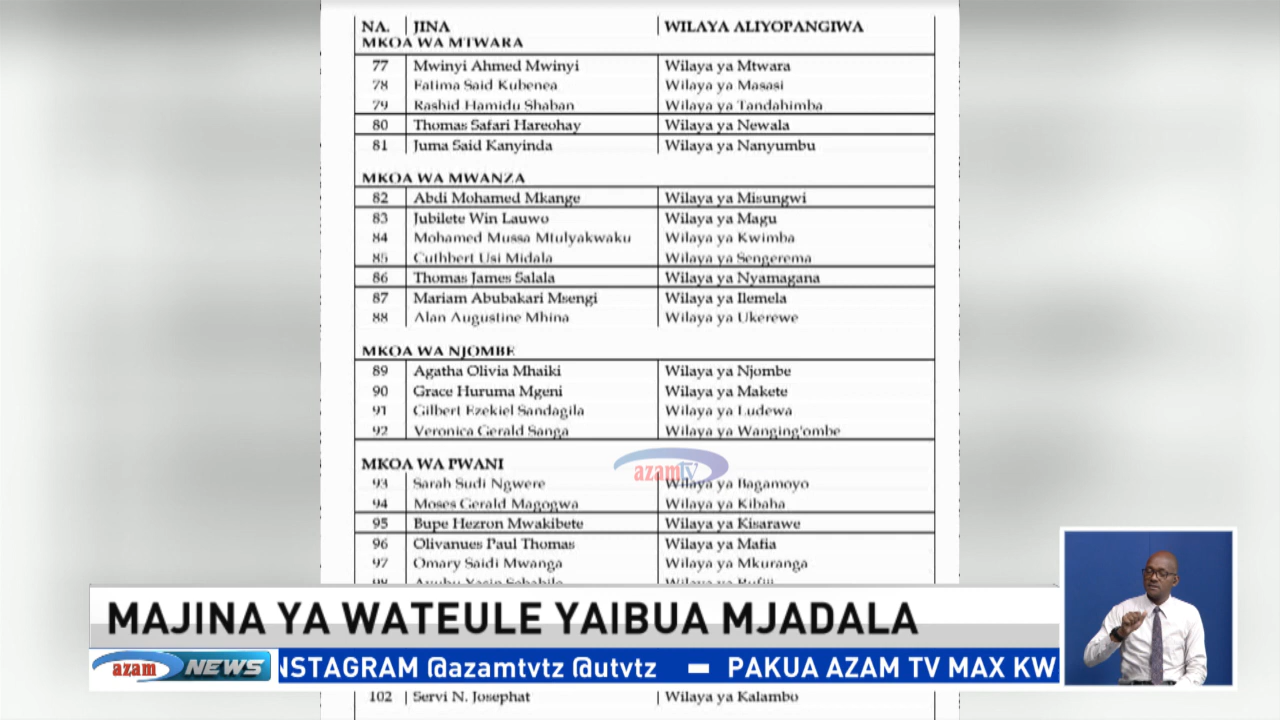 NA. JINA WILAYA ALIYOPANGIWA
MKOA WA MTWARA
77 Mwinyi Ahmed Mwinyi Wilaya ya Mtwara
78 Fatima Said Kubenea Wilaya ya Masasi
79 Rashid Hamidu Shaban Wilaya ya Tandahimba
80 Thomas Safari Hareohay Wilaya ya Newala
81 Juma Said Kanyinda Wilaya ya Nanyumbu
MKOA WA MWANZA
82 Abdi Mohamed Mkange Wilaya ya Misungwi
83 Jubilete Win Lauwo Wilaya ya Magu
84 Mohamed Mussa Mtulyakwaku Wilaya ya Kwimba
85 Cuthbert Usi Midala Wilaya ya Sengerema
86 Thomas James Salala Wilaya ya Nyamagana
87 Mariam Abubakari Msengi Wilaya ya Ilemela
88 Alan Augustine Mhina Wilaya ya Ukerewe
MKOA WA NJOMBE
89 Agatha Olivia Mhaiki Wilaya ya Njombe
90 Grace Huruma Mgeni Wilaya ya Makete
91 Gilbert Ezekiel Sandagila Wilaya ya Ludewa
92 Veronica Gerald Sanga Wilaya ya Wanging'ombe
MKOA WA PWANI
azam tv
93 Sarah Sudi Ngwere Wilaya ya Bagamoyo
94 Moses Gerald Magogwa Wilaya ya Kibaha
95 Bupe Hezron Mwakibete Wilaya ya Kisarawe
96 Olivanues Paul Thomas Wilaya ya Mafia
97 Omary Saidi Mwanga Wilaya ya Mkuranga
98 Wilaya ya Rufiji
MAJINA YA WATEULE YAIBUA MJADALA
azam NEWS NSTAGRAM @azamtvtz @utvtz — PAKUA AZAM TV MAX KW
102 Servi N. Josephat Wilaya ya Kalambo